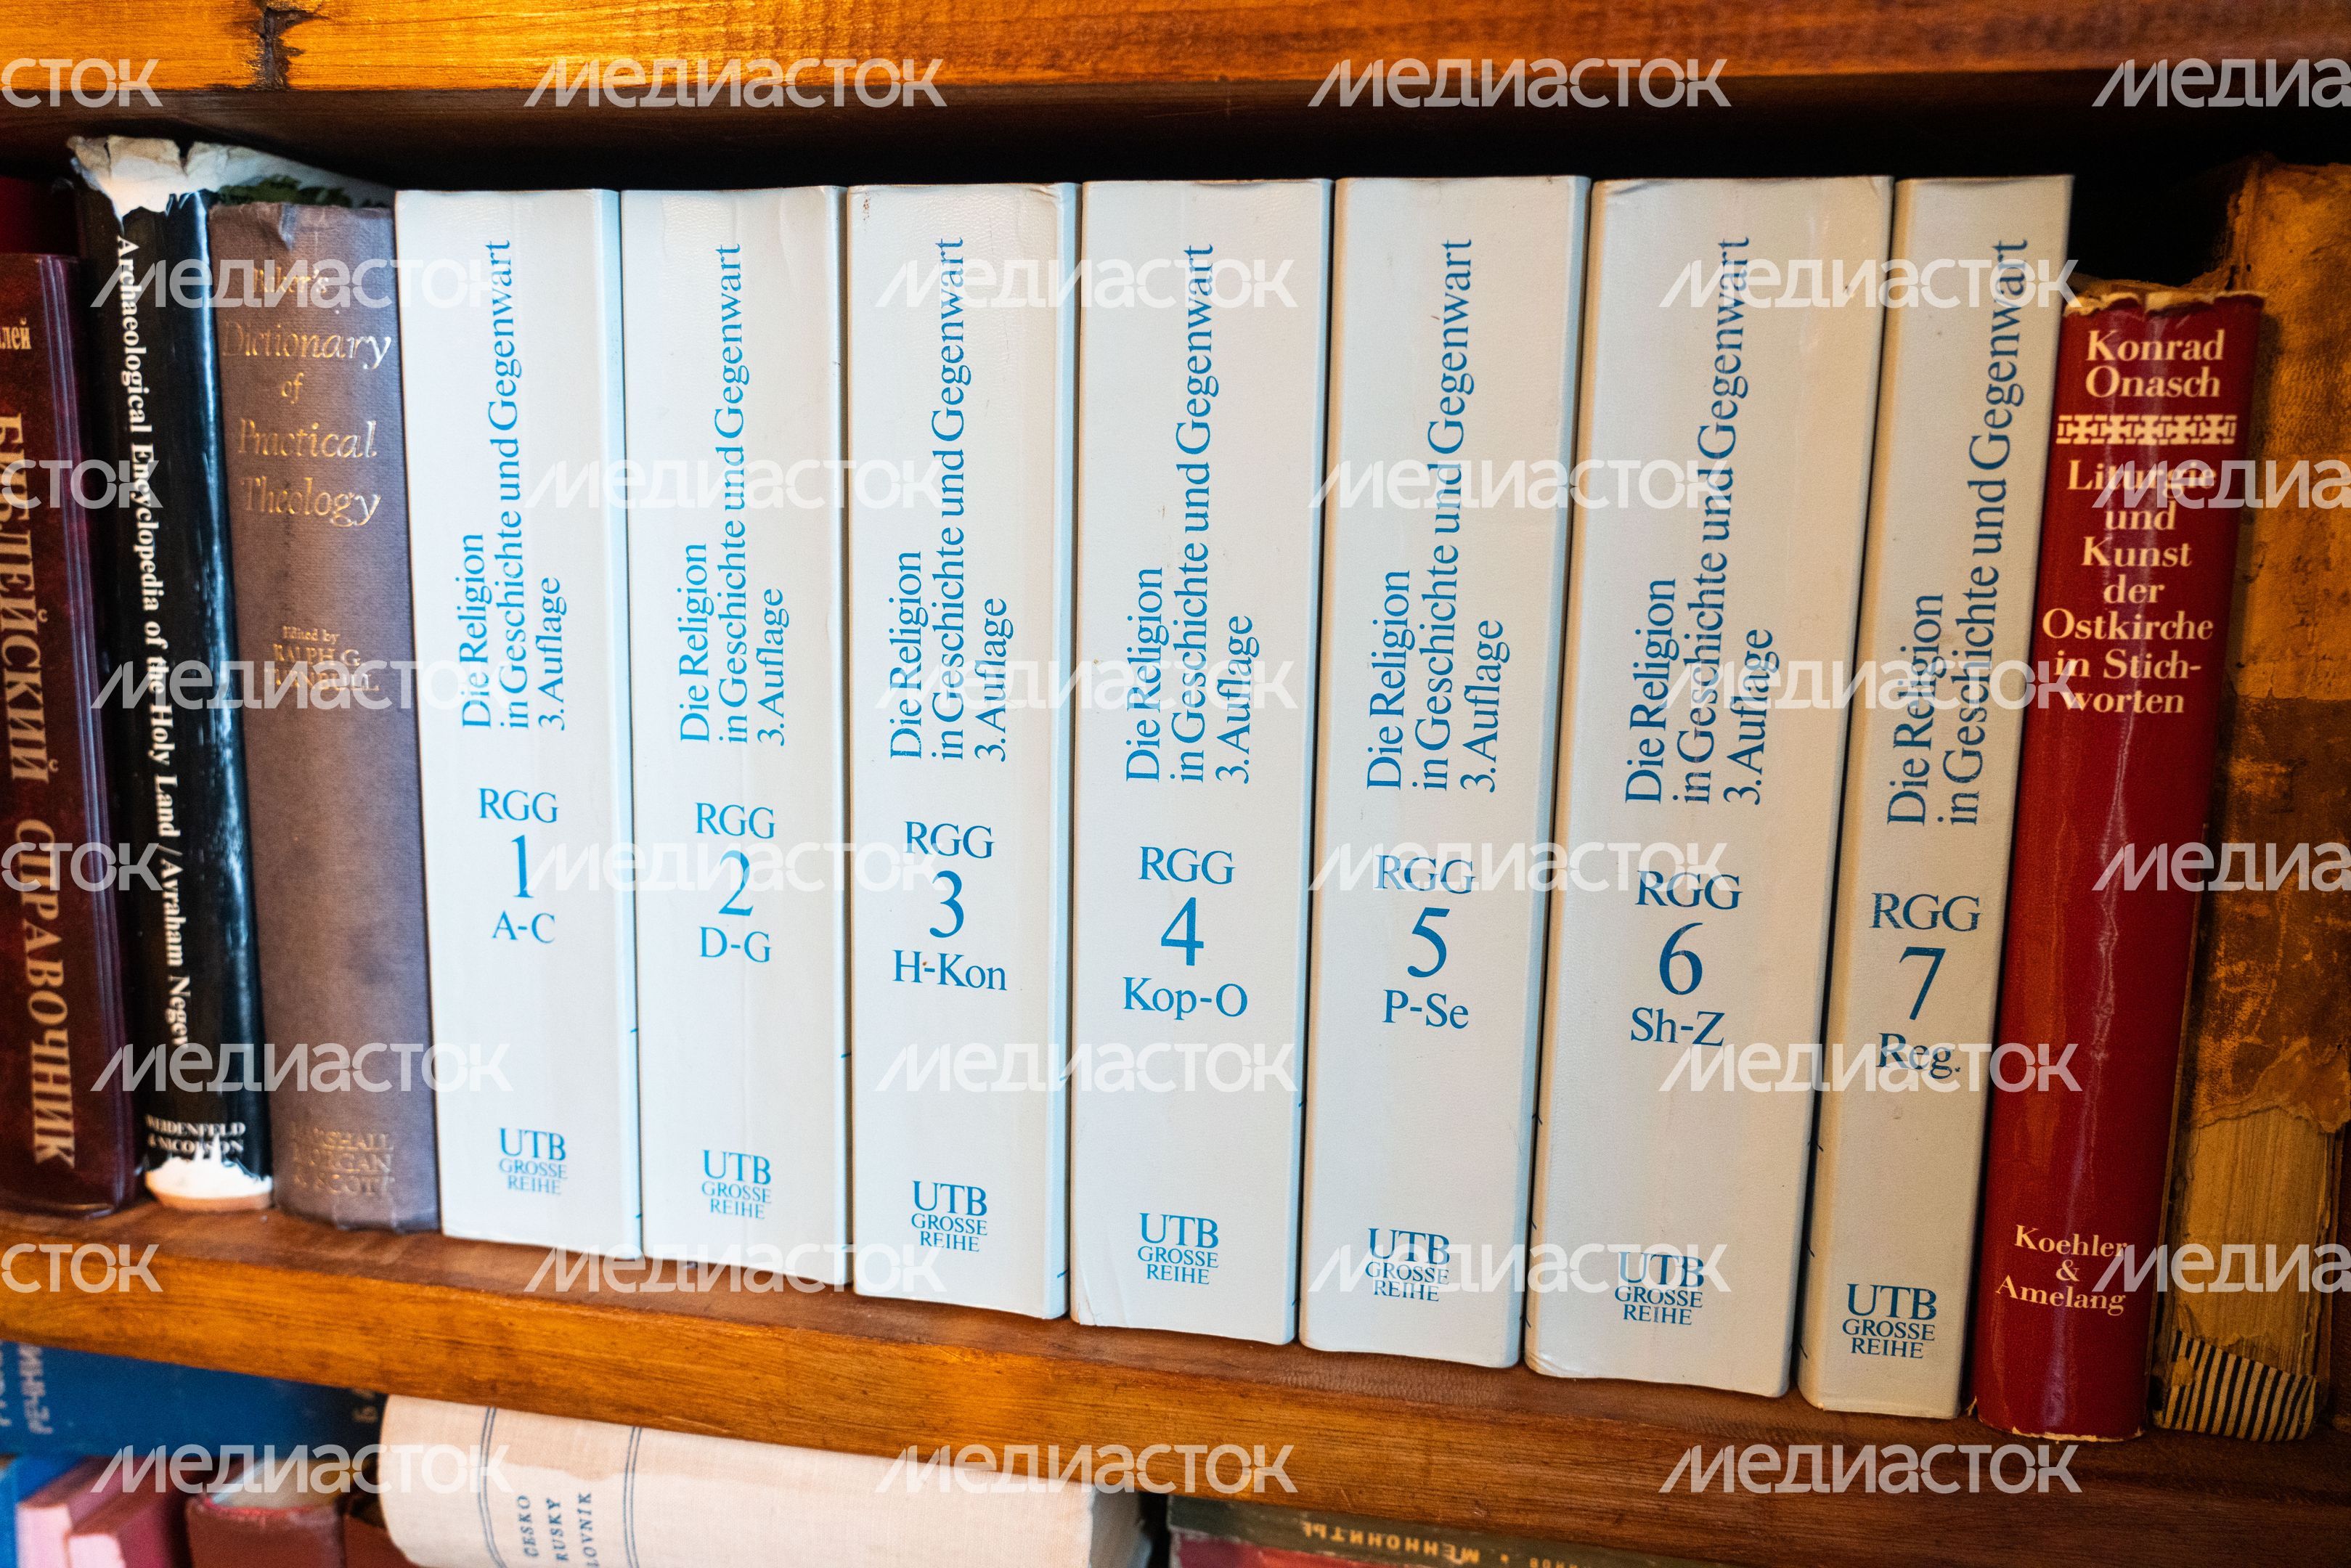 БИБЛЕЙСКИЙ СПРАВОЧНИК
Archaeological Encyclopedia of the Holy Land / Avraham Negev
WEIDENFELD
& NICOLSON
Baker's
Dictionary
of
Practical
Theology
Edited by
RALPH G.
TURNBULL
MARSHALL
MORGAN
& SCOTT
Die Religion
in Geschichte und Gegenwart
3. Auflage
RGG
1
A-C
UTB
GROSSE
REIHE
Die Religion
in Geschichte und Gegenwart
3. Auflage
RGG
2
D-G
UTB
GROSSE
REIHE
Die Religion
in Geschichte und Gegenwart
3. Auflage
RGG
3
H-Kon
UTB
GROSSE
REIHE
Die Religion
in Geschichte und Gegenwart
3. Auflage
RGG
4
Kop-O
UTB
GROSSE
REIHE
Die Religion
in Geschichte und Gegenwart
3. Auflage
RGG
5
P-Se
UTB
GROSSE
REIHE
Die Religion
in Geschichte und Gegenwart
3. Auflage
RGG
6
Sh-Z
UTB
GROSSE
REIHE
Die Religion
in Geschichte und Gegenwart
RGG
7
Reg.
UTB
GROSSE
REIHE
Konrad
Onasch
Liturgie
und
Kunst
der
Ostkirche
in Stich-
worten
Koehler
&
Amelang
ČESKO
RUSKÝ
SLOVNÍK
МЕННОНИТЫ
МЕДИАСТОК